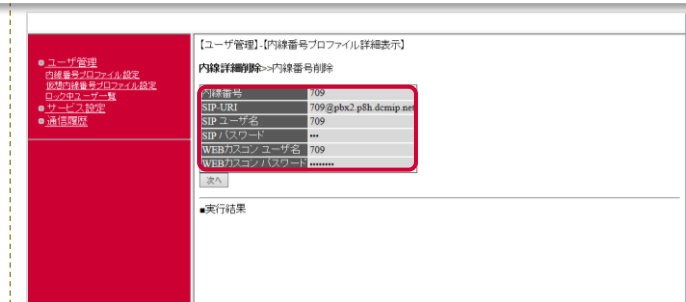 ● ユーザ管理
内線番号プロファイル設定
仮想内線番号プロファイル設定
ロック中ユーザー一覧
● サービス設定
● 通信履歴
【ユーザ管理】-【内線番号プロファイル詳細表示】
内線詳細削除>>内線番号削除
内線番号 709
SIP-URI 709@pbx2.p8h.dcmip.net
SIP ユーザ名 709
SIP パスワード •••
WEBカスコン ユーザ名 709
WEBカスコン パスワード ••••••••
次へ
■実行結果